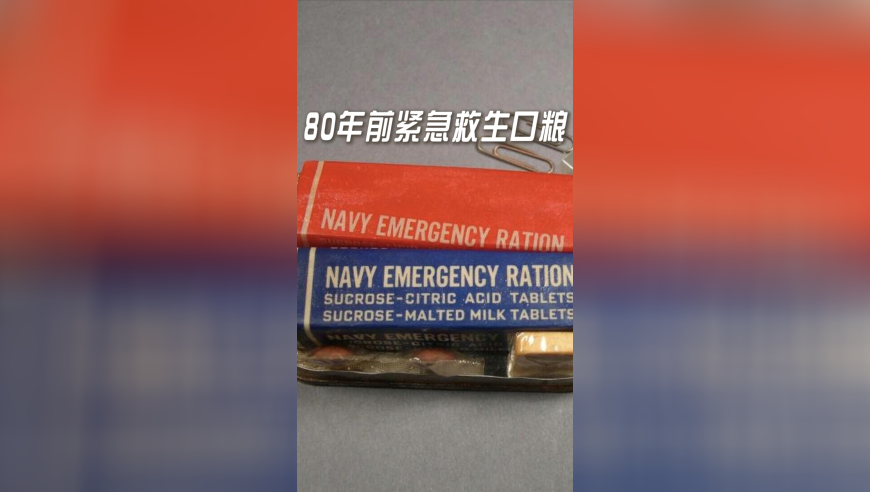 80年前紧急救生口粮
NAVY EMERGENCY RATION
NAVY EMERGENCY RATION
SUCROSE-CITRIC ACID TABLETS
SUCROSE-MALTED MILK TABLETS
NAVY EMERGENCY